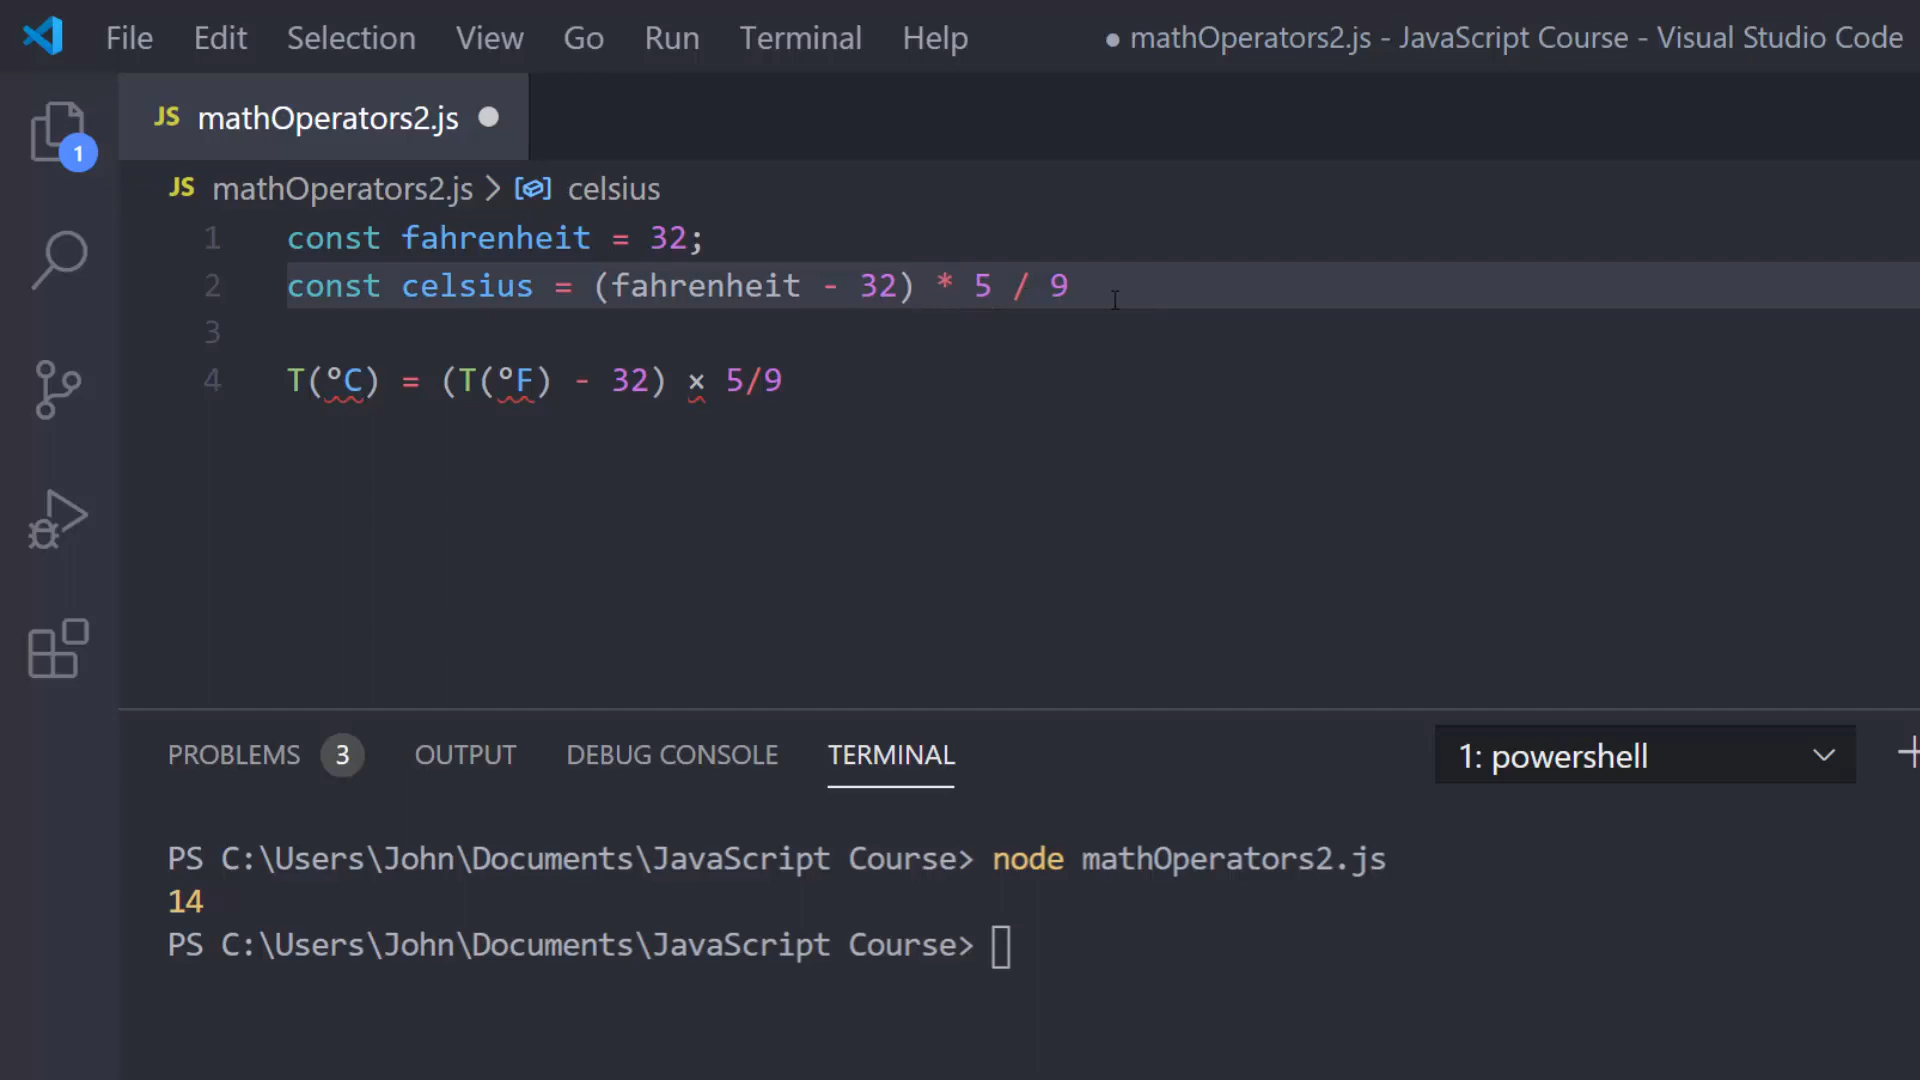 File Edit Selection View Go Run Terminal Help ● mathOperators2.js - JavaScript Course - Visual Studio Code
JS mathOperators2.js
1
JS mathOperators2.js > celsius
1 const fahrenheit = 32;
2 const celsius = (fahrenheit - 32) * 5 / 9
3
4 T(°C) = (T(°F) - 32) × 5/9
PROBLEMS 3 OUTPUT DEBUG CONSOLE TERMINAL 1: powershell
PS C:\Users\John\Documents\JavaScript Course> node mathOperators2.js
14
PS C:\Users\John\Documents\JavaScript Course>